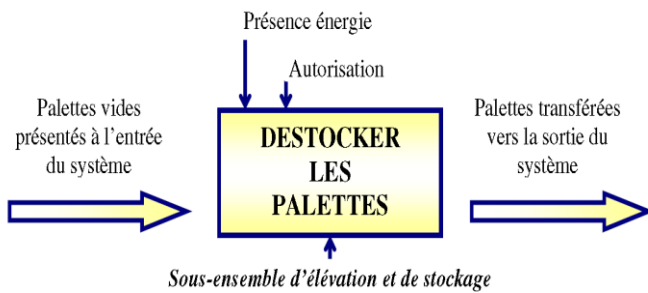 Présence énergie
Autorisation
Palettes vides
présentés à l'entrée
du système
DESTOCKER
LES
PALETTES
Palettes transférées
vers la sortie du
système
Sous-ensemble d'élévation et de stockage